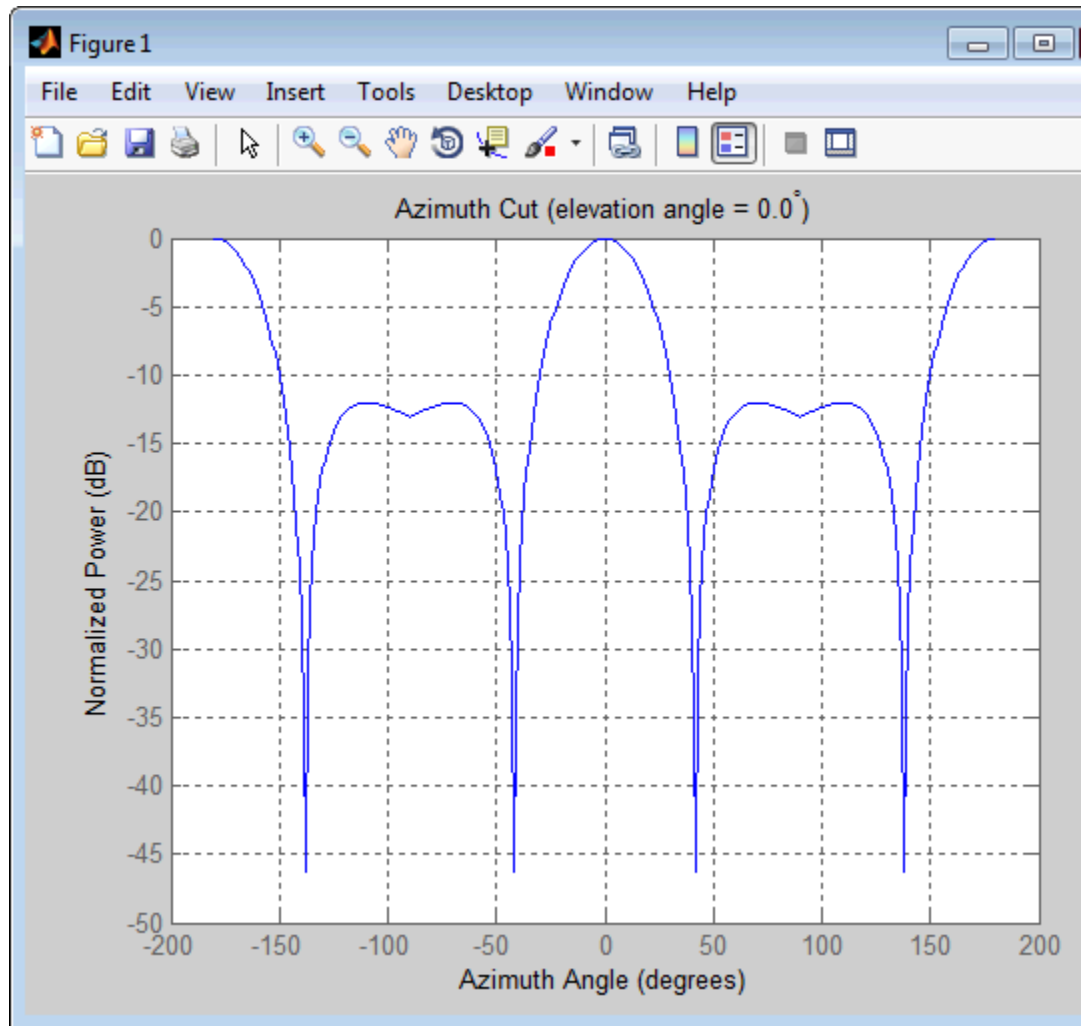 Figure 1
File Edit View Insert Tools Desktop Window Help
Azimuth Cut (elevation angle = 0.0°)
0
-5
-10
-15
-20
-25
-30
-35
-40
-45
-50
Normalized Power (dB)
-200 -150 -100 -50 0 50 100 150 200
Azimuth Angle (degrees)